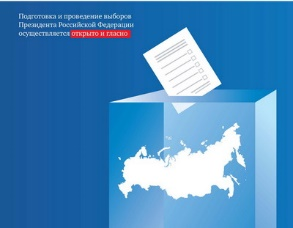 Подготовка и проведение выборов
Президента Российской Федерации
осуществляется открыто и гласно